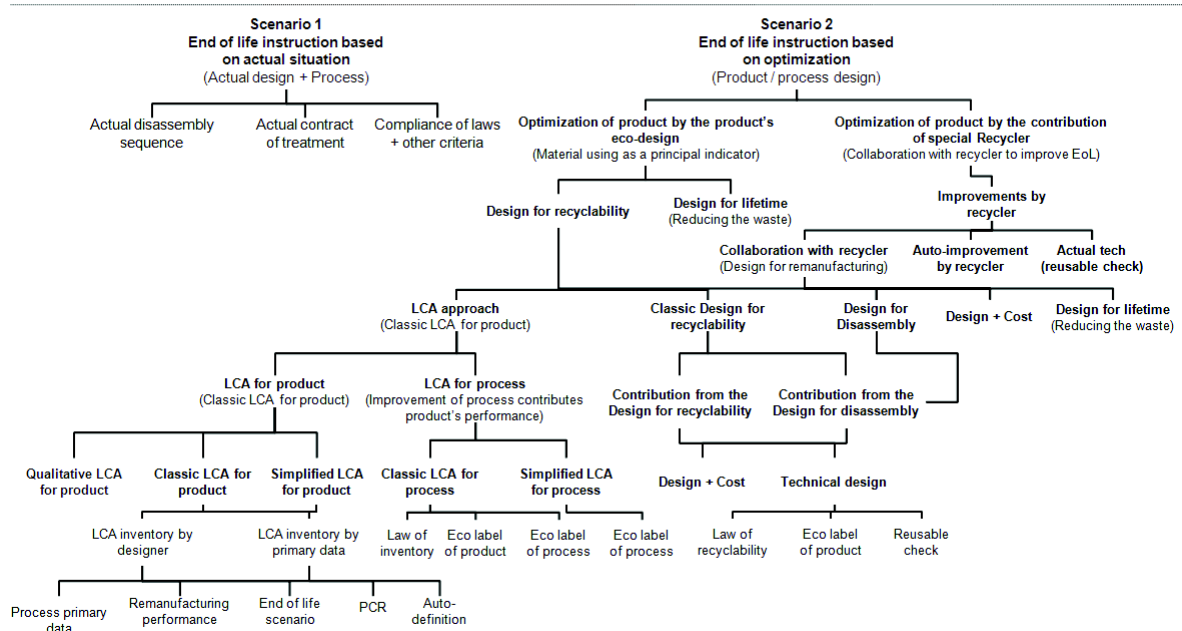 Scenario 1
End of life instruction based
on actual situation
(Actual design + Process)
Scenario 2
End of life instruction based
on optimization
(Product / process design)
Actual disassembly
sequence
Actual contract
of treatment
Compliance of laws
+ other criteria
Optimization of product by the product's
eco-design
(Material using as a principal indicator)
Optimization of product by the contribution
of special Recycler
(Collaboration with recycler to improve EoL)
Design for recyclability
Design for lifetime
(Reducing the waste)
Improvements by
recycler
Collaboration with recycler
(Design for remanufacturing)
Auto-improvement
by recycler
Actual tech
(reusable check)
LCA approach
(Classic LCA for product)
Classic Design for
recyclability
Design for
Disassembly
Design + Cost
Design for lifetime
(Reducing the waste)
LCA for product
(Classic LCA for product)
LCA for process
(Improvement of process contributes
product's performance)
Contribution from the
Design for recyclability
Contribution from the
Design for disassembly
Qualitative LCA
for product
Classic LCA for
product
Simplified LCA
for product
Classic LCA for
process
Simplified LCA
for process
Design + Cost
Technical design
LCA inventory by
designer
LCA inventory by
primary data
Law of
inventory
Eco label
of product
Eco label
of process
Eco label
of process
Law of
recyclability
Eco label
of product
Reusable
check
Process primary
data
Remanufacturing
performance
End of life
scenario
PCR
Auto-
definition